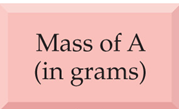 Mass of A
(in grams)